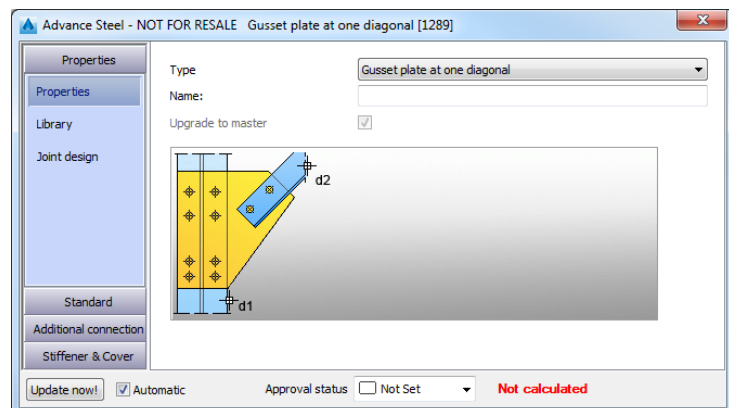 Advance Steel - NOT FOR RESALE Gusset plate at one diagonal [1289]
Properties
Properties
Library
Joint design
Standard
Additional connection
Stiffener & Cover
Type
Gusset plate at one diagonal
Name:
Upgrade to master
d2
d1
Update now!
Automatic
Approval status
Not Set
Not calculated